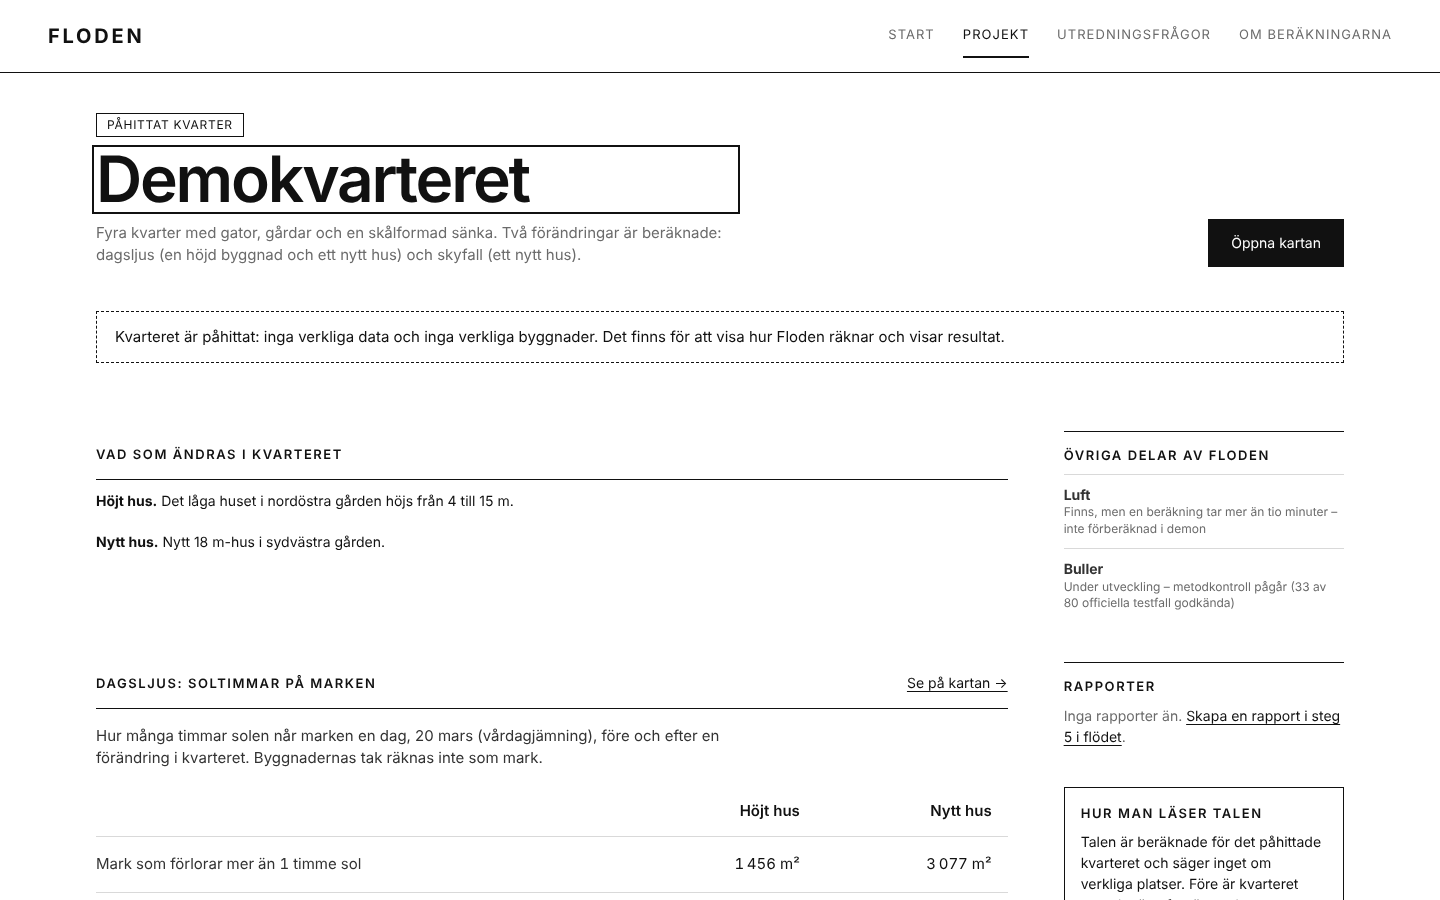 FLODEN
START PROJEKT UTREDNINGSFRÅGOR OM BERÄKNINGARNA
PÅHITTAT KVARTER
Demokvarteret
Fyra kvarter med gator, gårdar och en skålformad sänka. Två förändringar är beräknade:
dagsljus (en höjd byggnad och ett nytt hus) och skyfall (ett nytt hus).
Öppna kartan
Kvarteret är påhittat: inga verkliga data och inga verkliga byggnader. Det finns för att visa hur Floden räknar och visar resultat.
VAD SOM ÄNDRAS I KVARTERET
Höjt hus. Det låga huset i nordöstra gården höjs från 4 till 15 m.
Nytt hus. Nytt 18 m-hus i sydvästra gården.
DAGSLJUS: SOLTIMMAR PÅ MARKEN
Se på kartan →
Hur många timmar solen når marken en dag, 20 mars (vårdagjämning), före och efter en
förändring i kvarteret. Byggnadernas tak räknas inte som mark.
Höjt hus Nytt hus
Mark som förlorar mer än 1 timme sol 1 456 m² 3 077 m²
ÖVRIGA DELAR AV FLODEN
Luft
Finns, men en beräkning tar mer än tio minuter –
inte förberäknad i demon
Buller
Under utveckling – metodkontroll pågår (33 av
80 officiella testfall godkända)
RAPPORTER
Inga rapporter än. Skapa en rapport i steg
5 i flödet.
HUR MAN LÄSER TALEN
Talen är beräknade för det påhittade
kvarteret och säger inget om
verkliga platser. Före är kvarteret